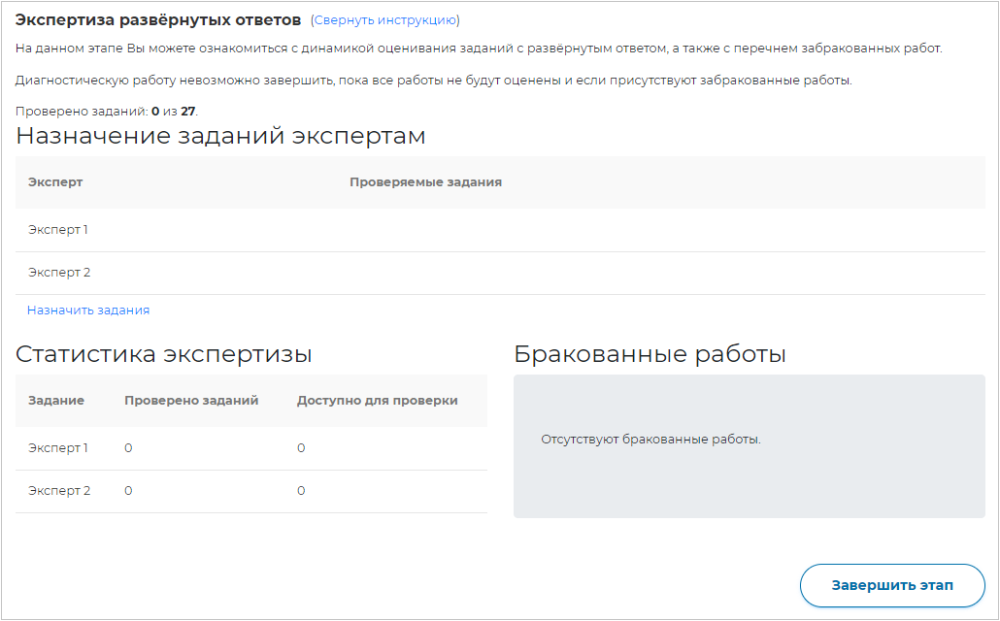 Экспертиза развёрнутых ответов (Свернуть инструкцию)
На данном этапе Вы можете ознакомиться с динамикой оценивания заданий с развёрнутым ответом, а также с перечнем забракованных работ.
Диагностическую работу невозможно завершить, пока все работы не будут оценены и если присутствуют забракованные работы.
Проверено заданий: 0 из 27.
Назначение заданий экспертам
Эксперт Проверяемые задания
Эксперт 1
Эксперт 2
Назначить задания
Статистика экспертизы
Задание Проверено заданий Доступно для проверки
Эксперт 1 0 0
Эксперт 2 0 0
Бракованные работы
Отсутствуют бракованные работы.
Завершить этап